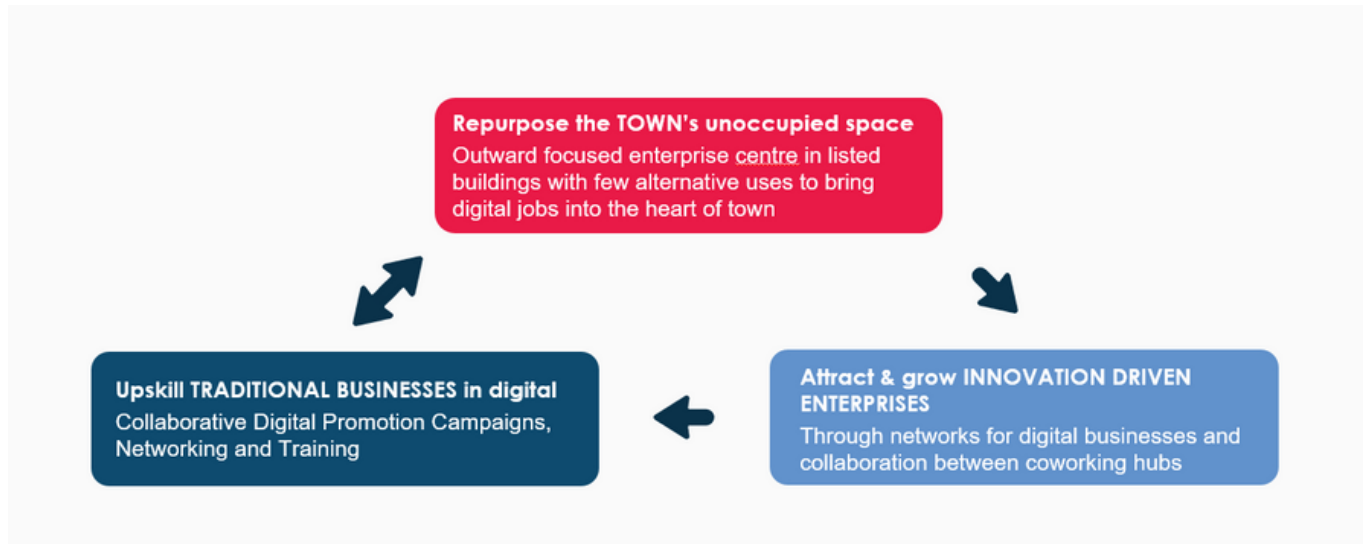 Repurpose the TOWN's unoccupied space
Outward focused enterprise centre in listed
buildings with few alternative uses to bring
digital jobs into the heart of town
Upskill TRADITIONAL BUSINESSES in digital
Collaborative Digital Promotion Campaigns,
Networking and Training
Attract & grow INNOVATION DRIVEN
ENTERPRISES
Through networks for digital businesses and
collaboration between coworking hubs